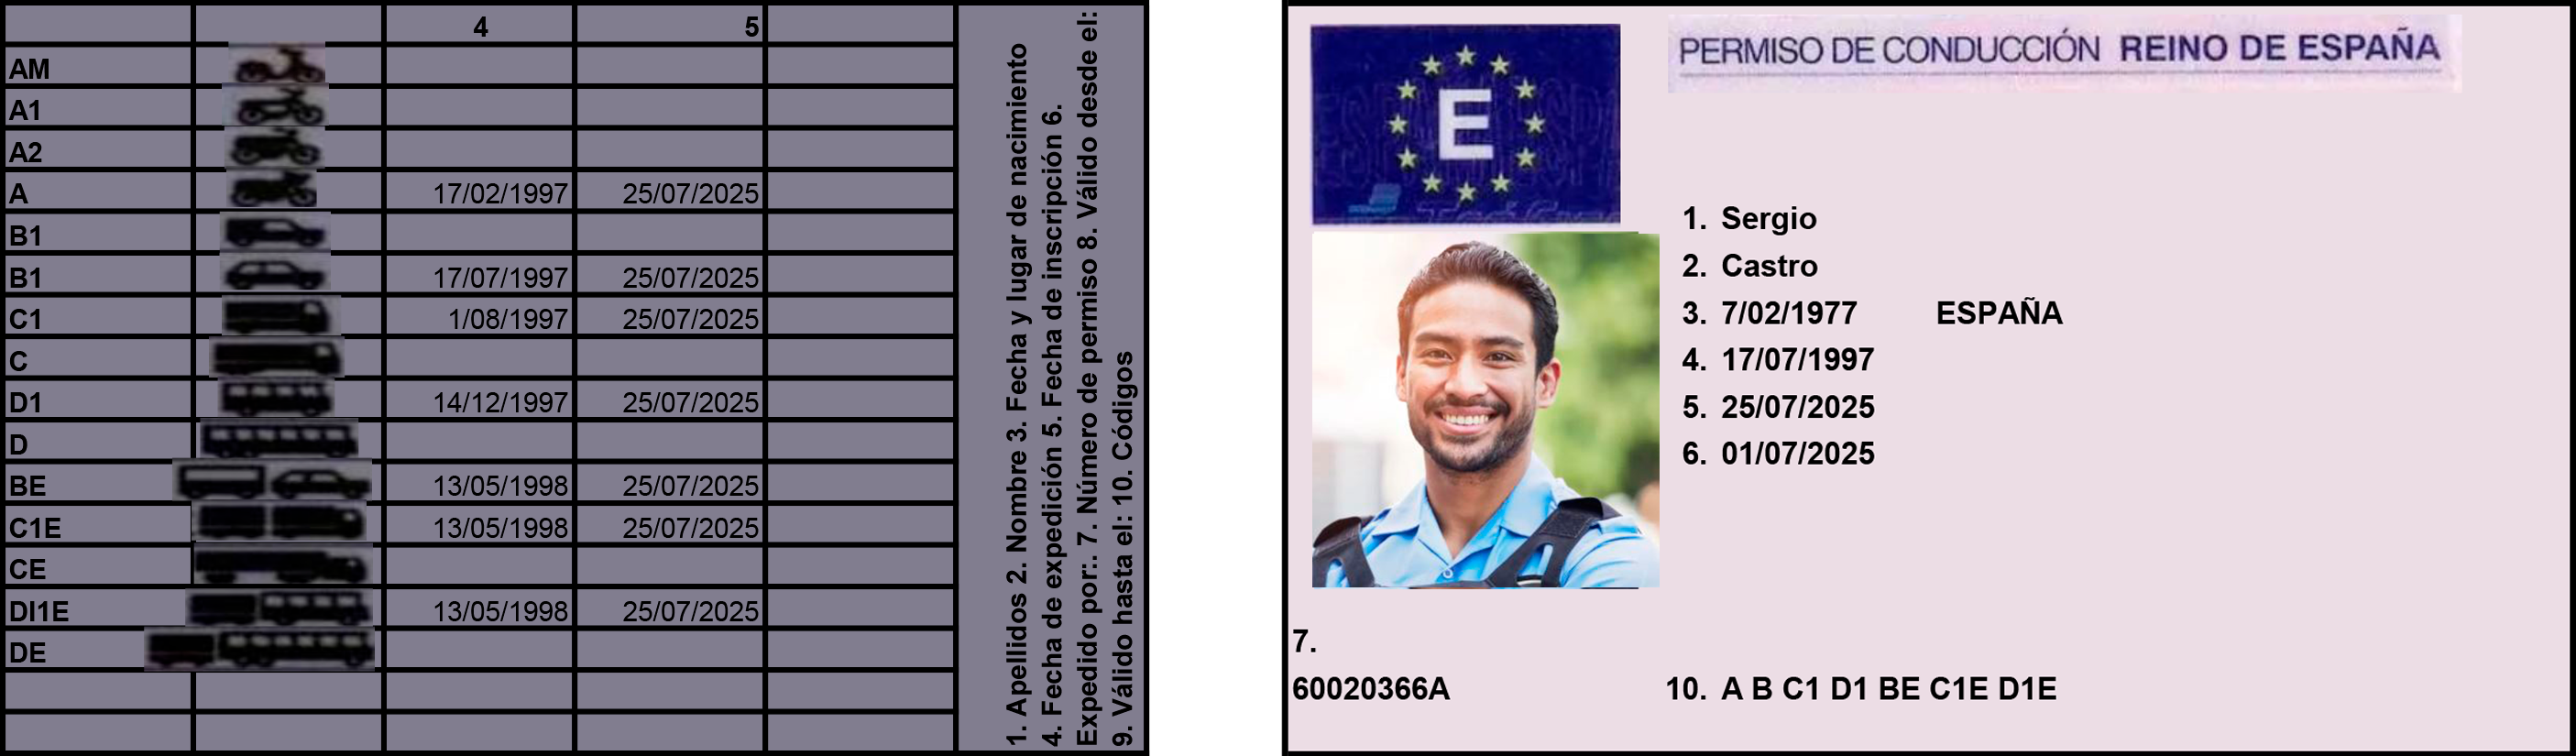 4 5
AM
A1
A2
A 17/02/1997 25/07/2025
B1
B1 17/07/1997 25/07/2025
C1 1/08/1997 25/07/2025
C
D1 14/12/1997 25/07/2025
D
BE 13/05/1998 25/07/2025
C1E 13/05/1998 25/07/2025
CE
DI1E 13/05/1998 25/07/2025
DE
1. Apellidos 2. Nombre 3. Fecha y lugar de nacimiento
4. Fecha de expedición 5. Fecha de inscripción 6.
Expedido por:. 7. Número de permiso 8. Válido desde el:
9. Válido hasta el: 10. Códigos
E
PERMISO DE CONDUCCIÓN REINO DE ESPAÑA
1. Sergio
2. Castro
3. 7/02/1977 ESPAÑA
4. 17/07/1997
5. 25/07/2025
6. 01/07/2025
7.
60020366A
10. A B C1 D1 BE C1E D1E